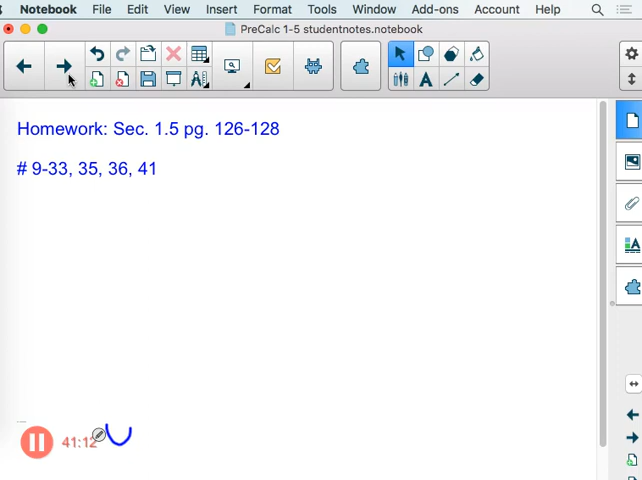 Notebook File Edit View Insert Format Tools Window Add-ons Account Help
PreCalc 1-5 studentnotes.notebook
Homework: Sec. 1.5 pg. 126-128
# 9-33, 35, 36, 41
41:12